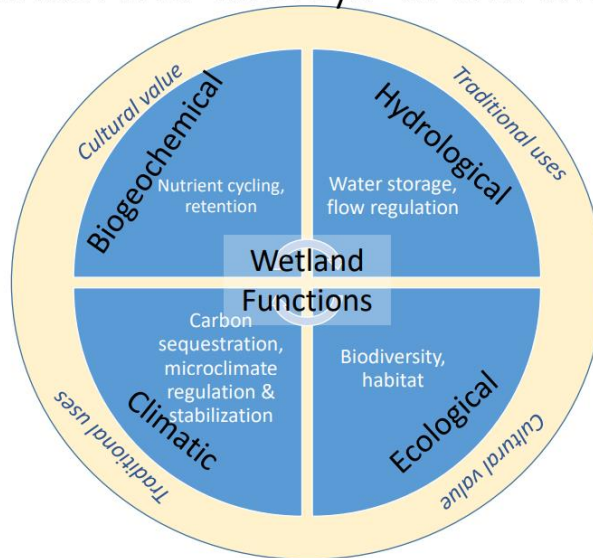 Cultural value
Traditional uses
Biogeochemical
Hydrological
Nutrient cycling,
retention
Water storage,
flow regulation
Wetland
Functions
Carbon
sequestration,
microclimate
regulation &
stabilization
Biodiversity,
habitat
Climatic
Ecological
Traditional uses
Cultural value